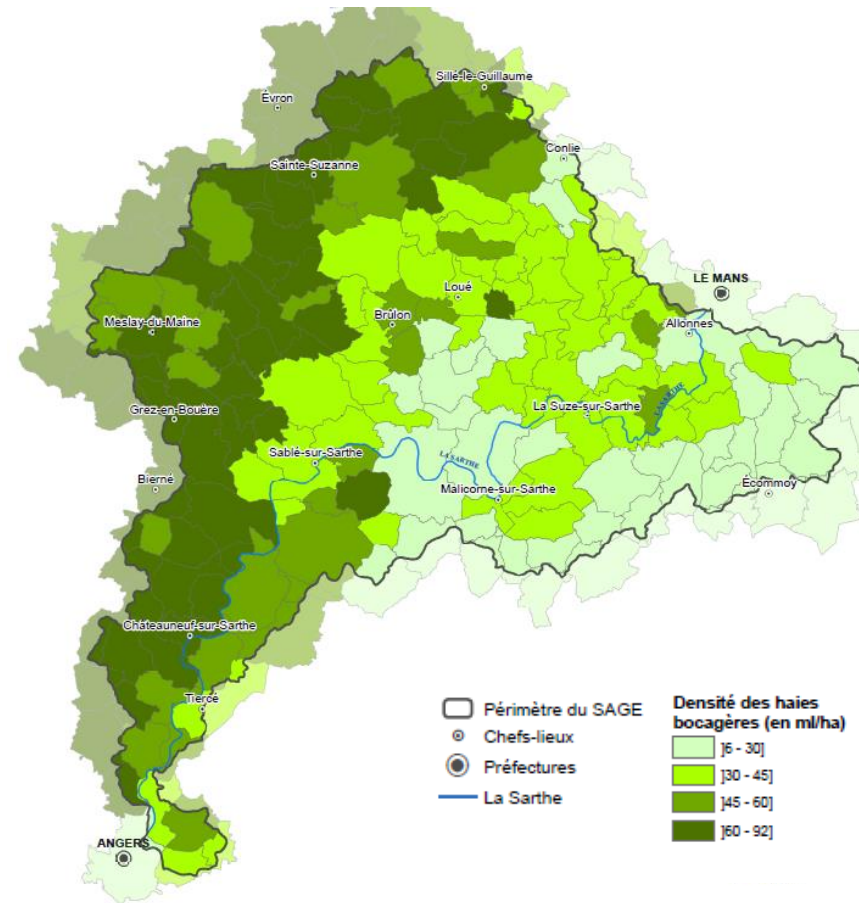 Sillé-le-Guillaume
Évron
Conlie
Sainte-Suzanne
LE MANS
Loué
Meslay-du-Maine
Brûlon
Allonnes
LA SARTHE
Grez-en-Bouère
La Suze-sur-Sarthe
Sablé-sur-Sarthe
LA SARTHE
Bierné
Malicorne-sur-Sarthe
Écommoy
Châteauneuf-sur-Sarthe
Tiercé
ANGERS
Périmètre du SAGE
Chefs-lieux
Préfectures
La Sarthe
Densité des haies
bocagères (en ml/ha)
]6 - 30]
]30 - 45]
]45 - 60]
]60 - 92]